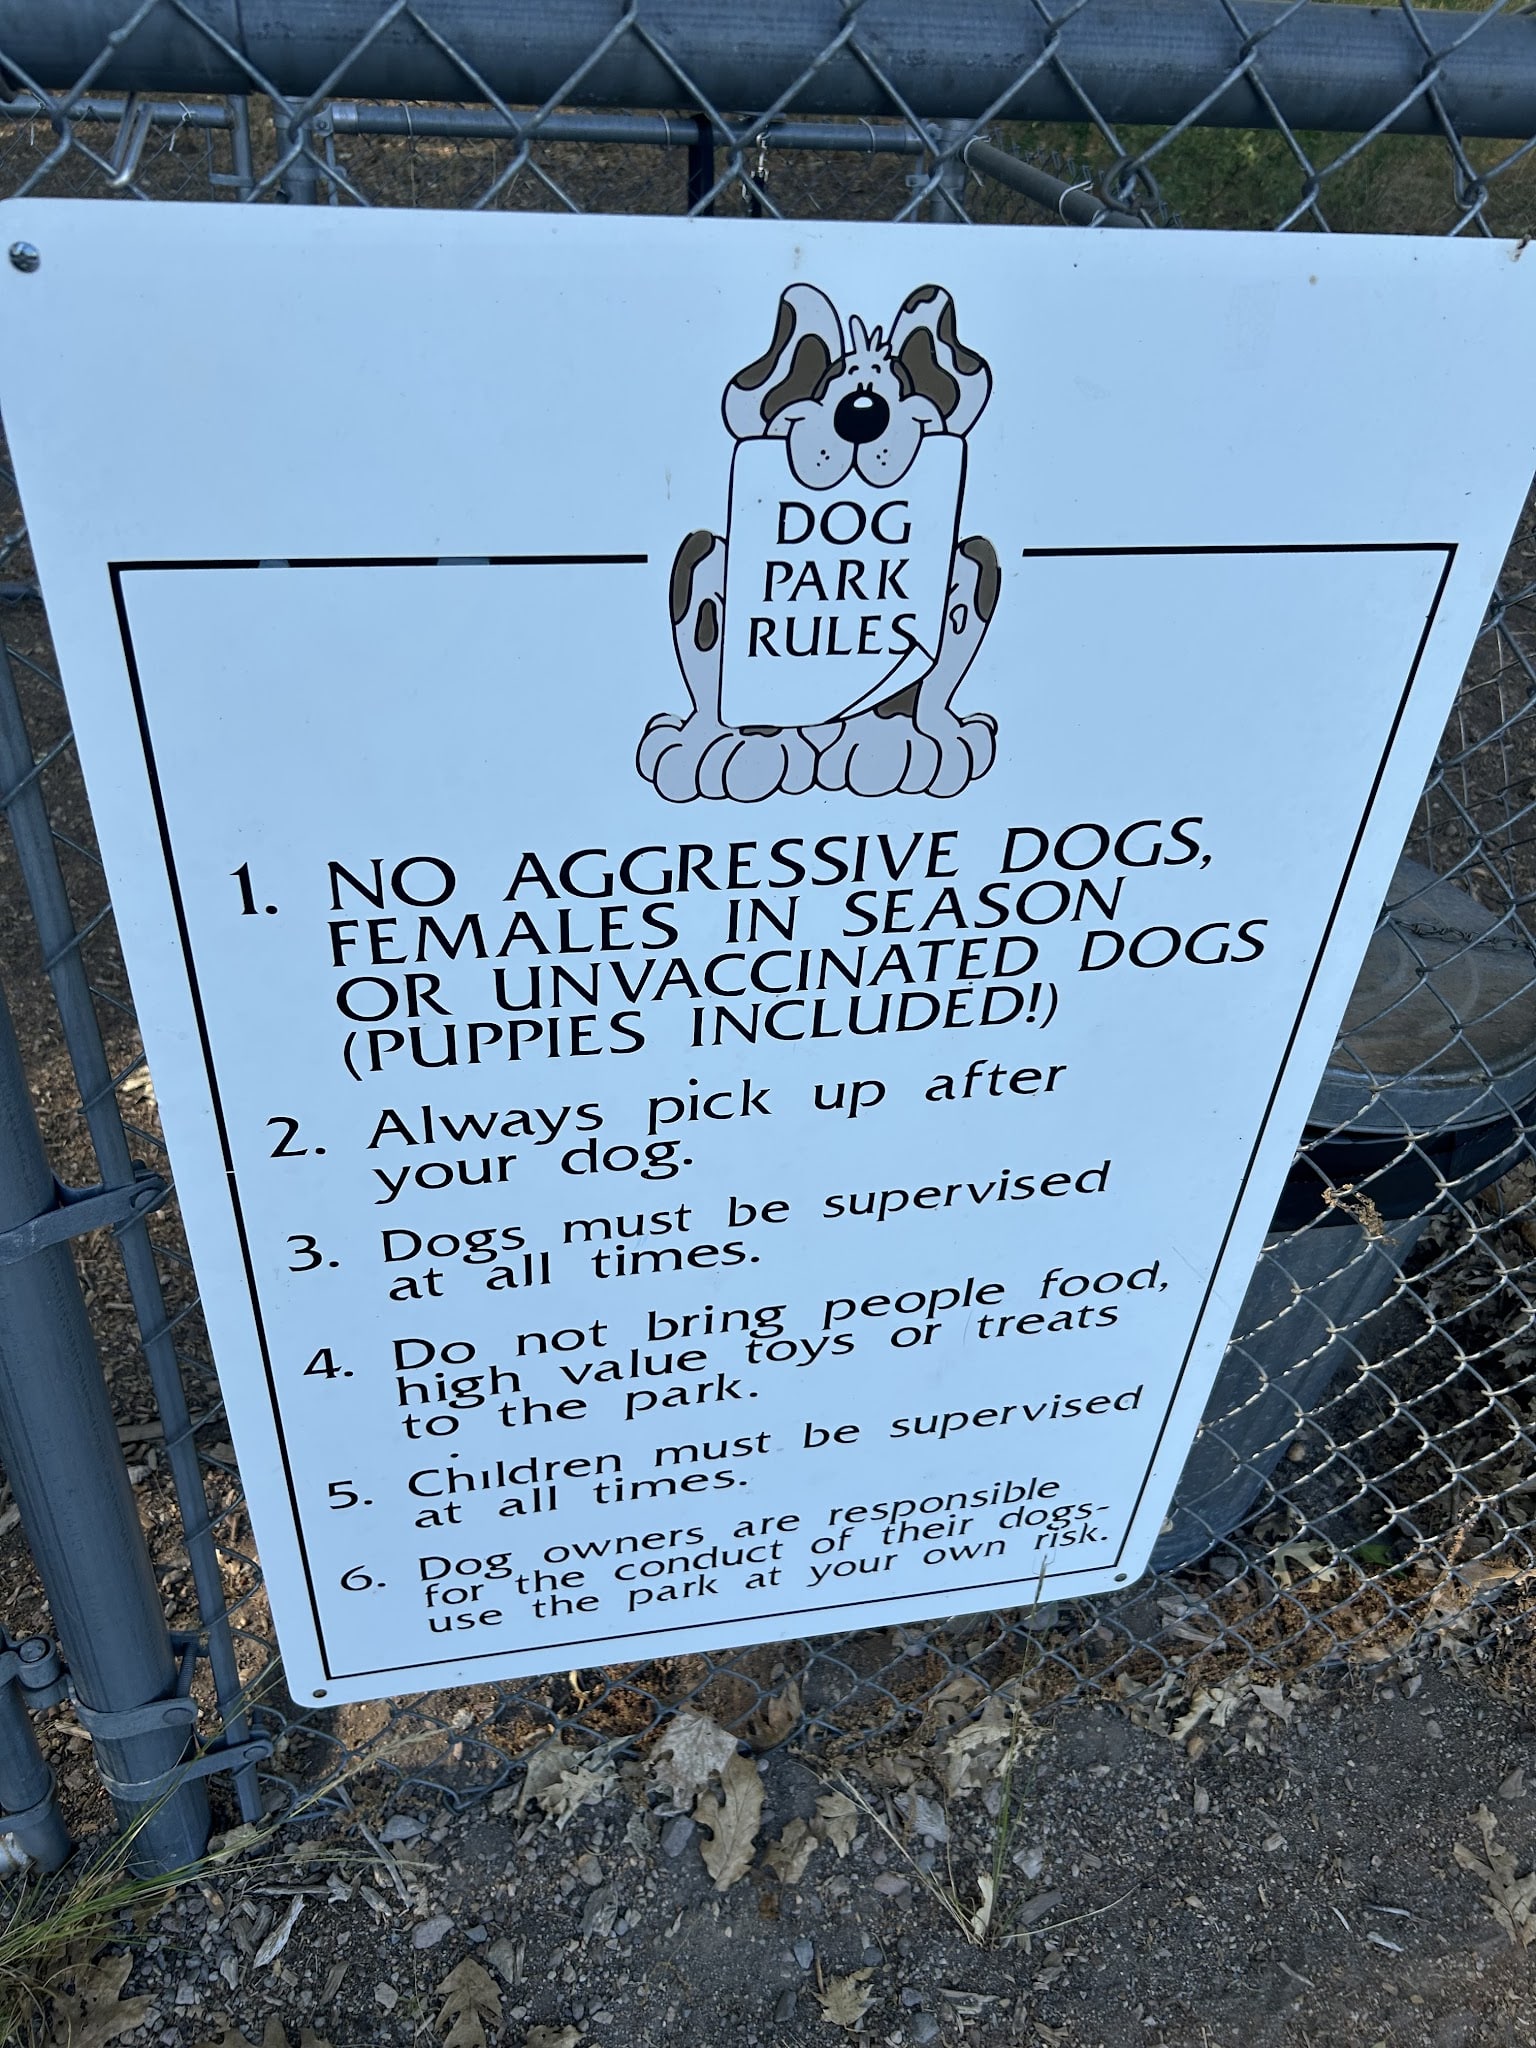 DOG
PARK
RULES
1. NO AGGRESSIVE DOGS,
FEMALES IN SEASON
OR UNVACCINATED DOGS
(PUPPIES INCLUDED!)
2. Always pick up after
your dog.
3. Dogs must be supervised
at all times.
4. Do not bring people food,
high value toys or treats
to the park.
5. Children must be supervised
at all times.
6. Dog owners are responsible
for the conduct of their dogs-
use the park at your own risk.